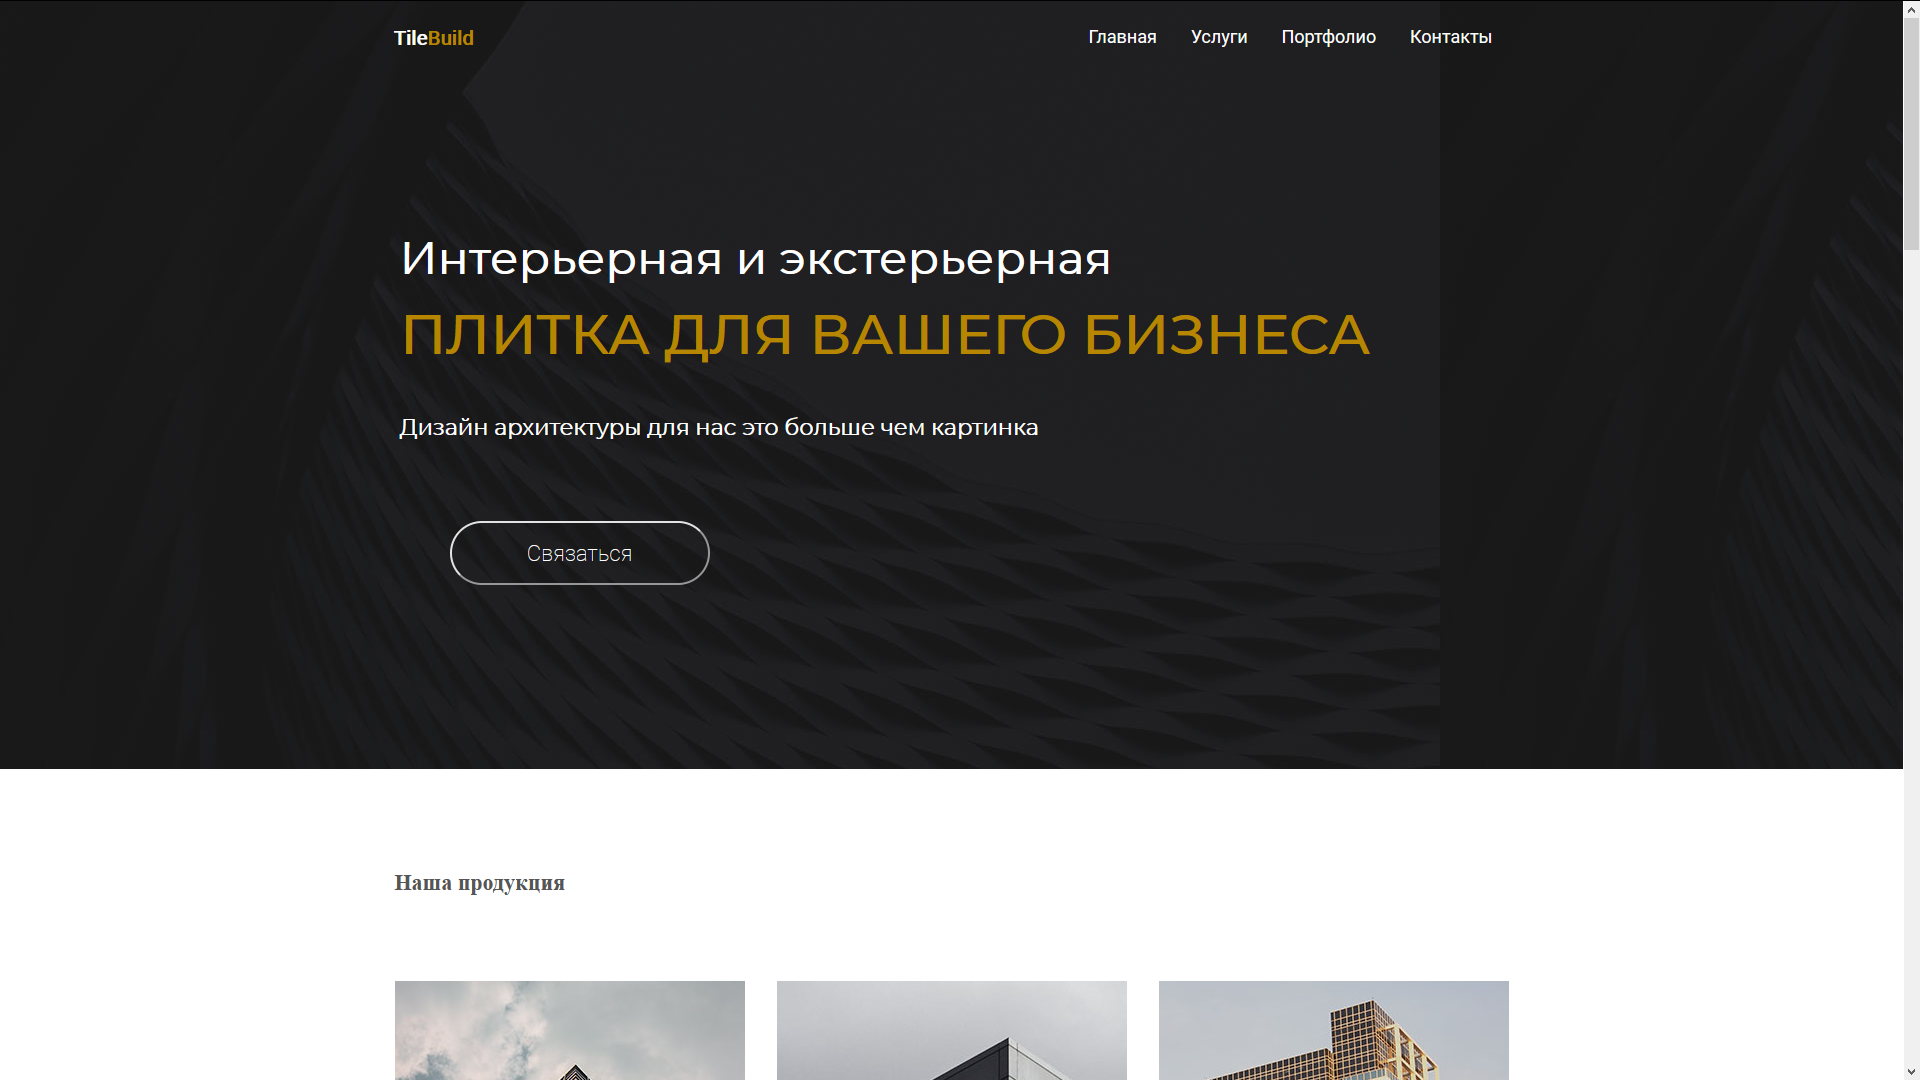 TileBuild
Главная Услуги Портфолио Контакты
Интерьерная и экстерьерная
ПЛИТКА ДЛЯ ВАШЕГО БИЗНЕСА
Дизайн архитектуры для нас это больше чем картинка
Связаться
Наша продукция